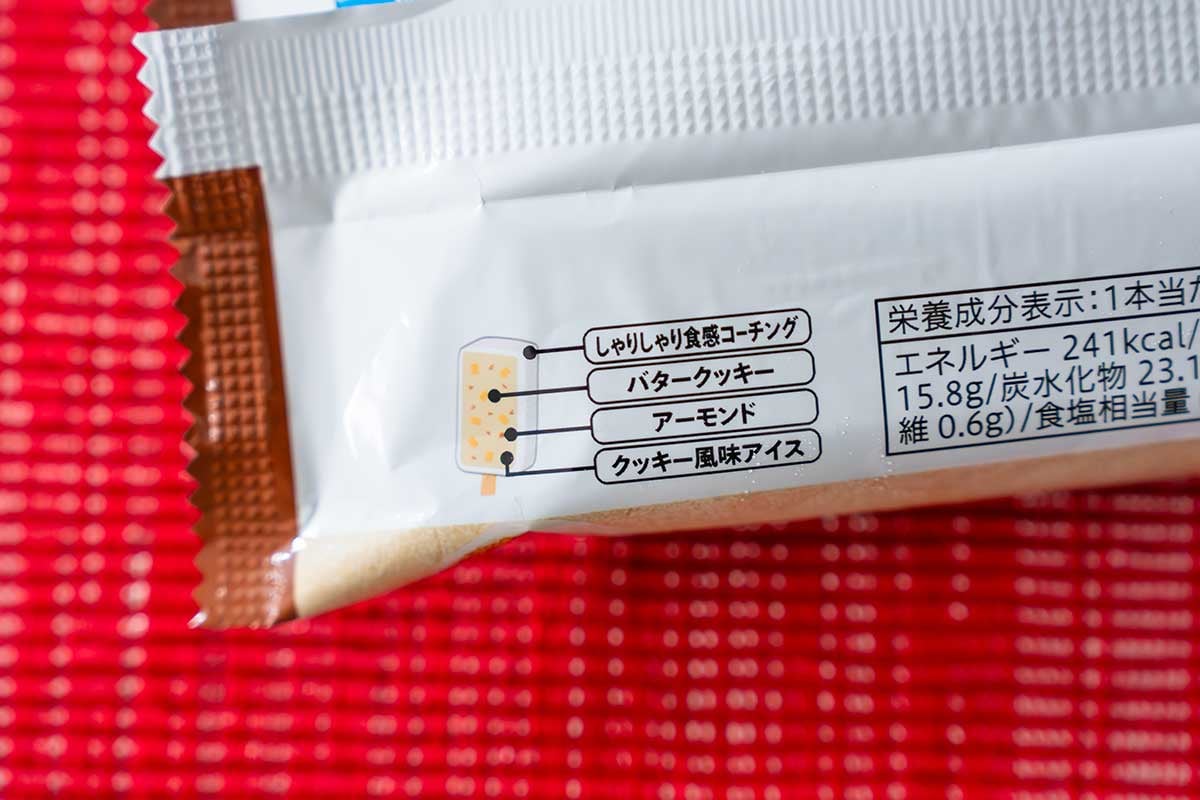 しゃりしゃり食感コーチング
バタークッキー
アーモンド
クッキー風味アイス
栄養成分表示:1本当た
エネルギー 241kcal/
15.8g/炭水化物 23.1
維 0.6g)/食塩相当量